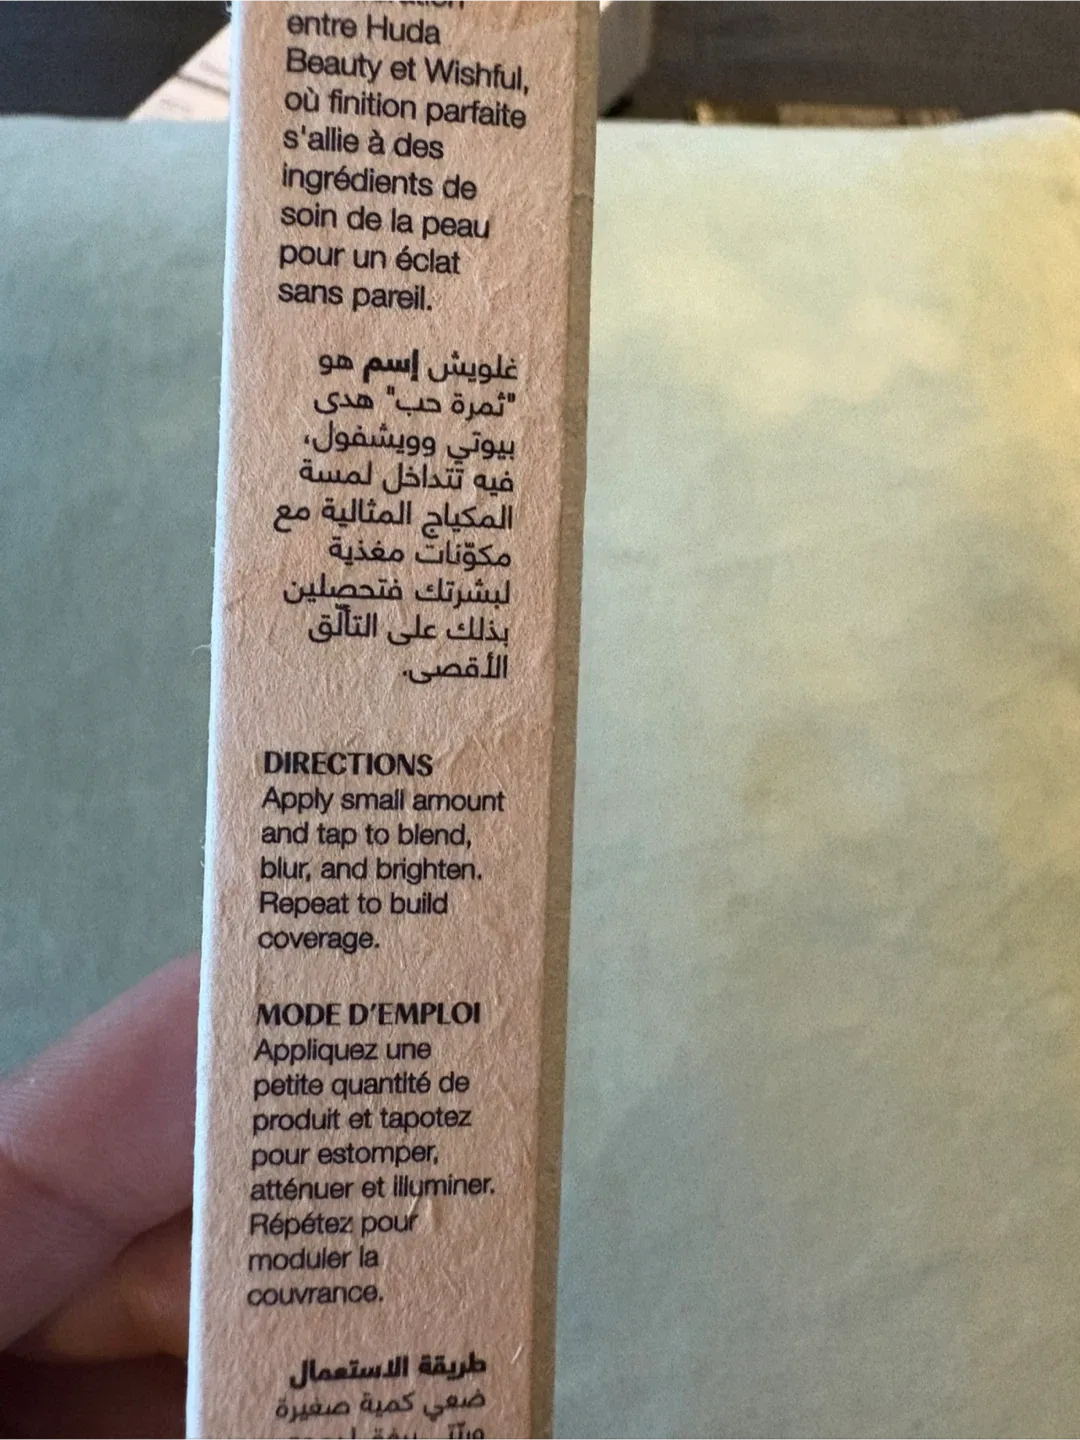 entre Huda
Beauty et Wishful,
où finition parfaite
s'allie à des
ingrédients de
soin de la peau
pour un éclat
sans pareil.
غلويش إسم هو
"ثمرة حب" هدى
بيوتي وويشفول،
فيه تتداخل لمسة
المكياج المثالية مع
مكوّنات مغذية
لبشرتك فتحصلين
بذلك على التألّق
الأقصى.
DIRECTIONS
Apply small amount
and tap to blend,
blur, and brighten.
Repeat to build
coverage.
MODE D'EMPLOI
Appliquez une
petite quantité de
produit et tapotez
pour estomper,
atténuer et illuminer.
Répétez pour
moduler la
couvrance.
طريقة الاستعمال
ضعي كمية صغيرة